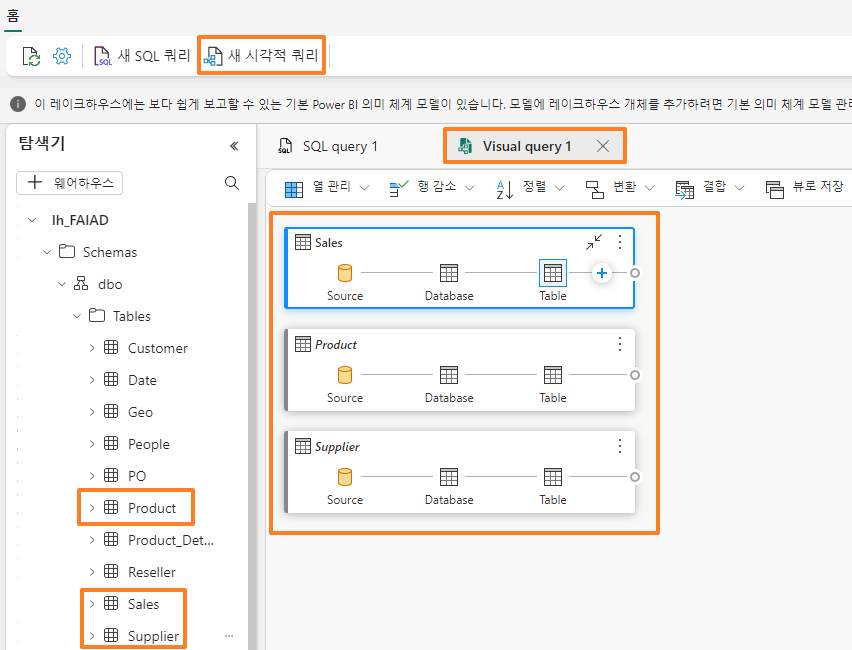 홈
새 SQL 쿼리
새 시각적 쿼리
이 레이크하우스에는 보다 쉽게 보고할 수 있는 기본 Power BI 의미 체계 모델이 있습니다. 모델에 레이크하우스 개체를 추가하려면 기본 의미 체계 모델
탐색기
SQL query 1
Visual query 1
+ 웨어하우스
열 관리
행 감소
정렬
변환
결합
뷰로 저장
lh_FAIAD
Schemas
dbo
Tables
Customer
Date
Geo
People
PO
Product
Product_Det...
Reseller
Sales
Supplier
Sales
Source
Database
Table
Product
Source
Database
Table
Supplier
Source
Database
Table